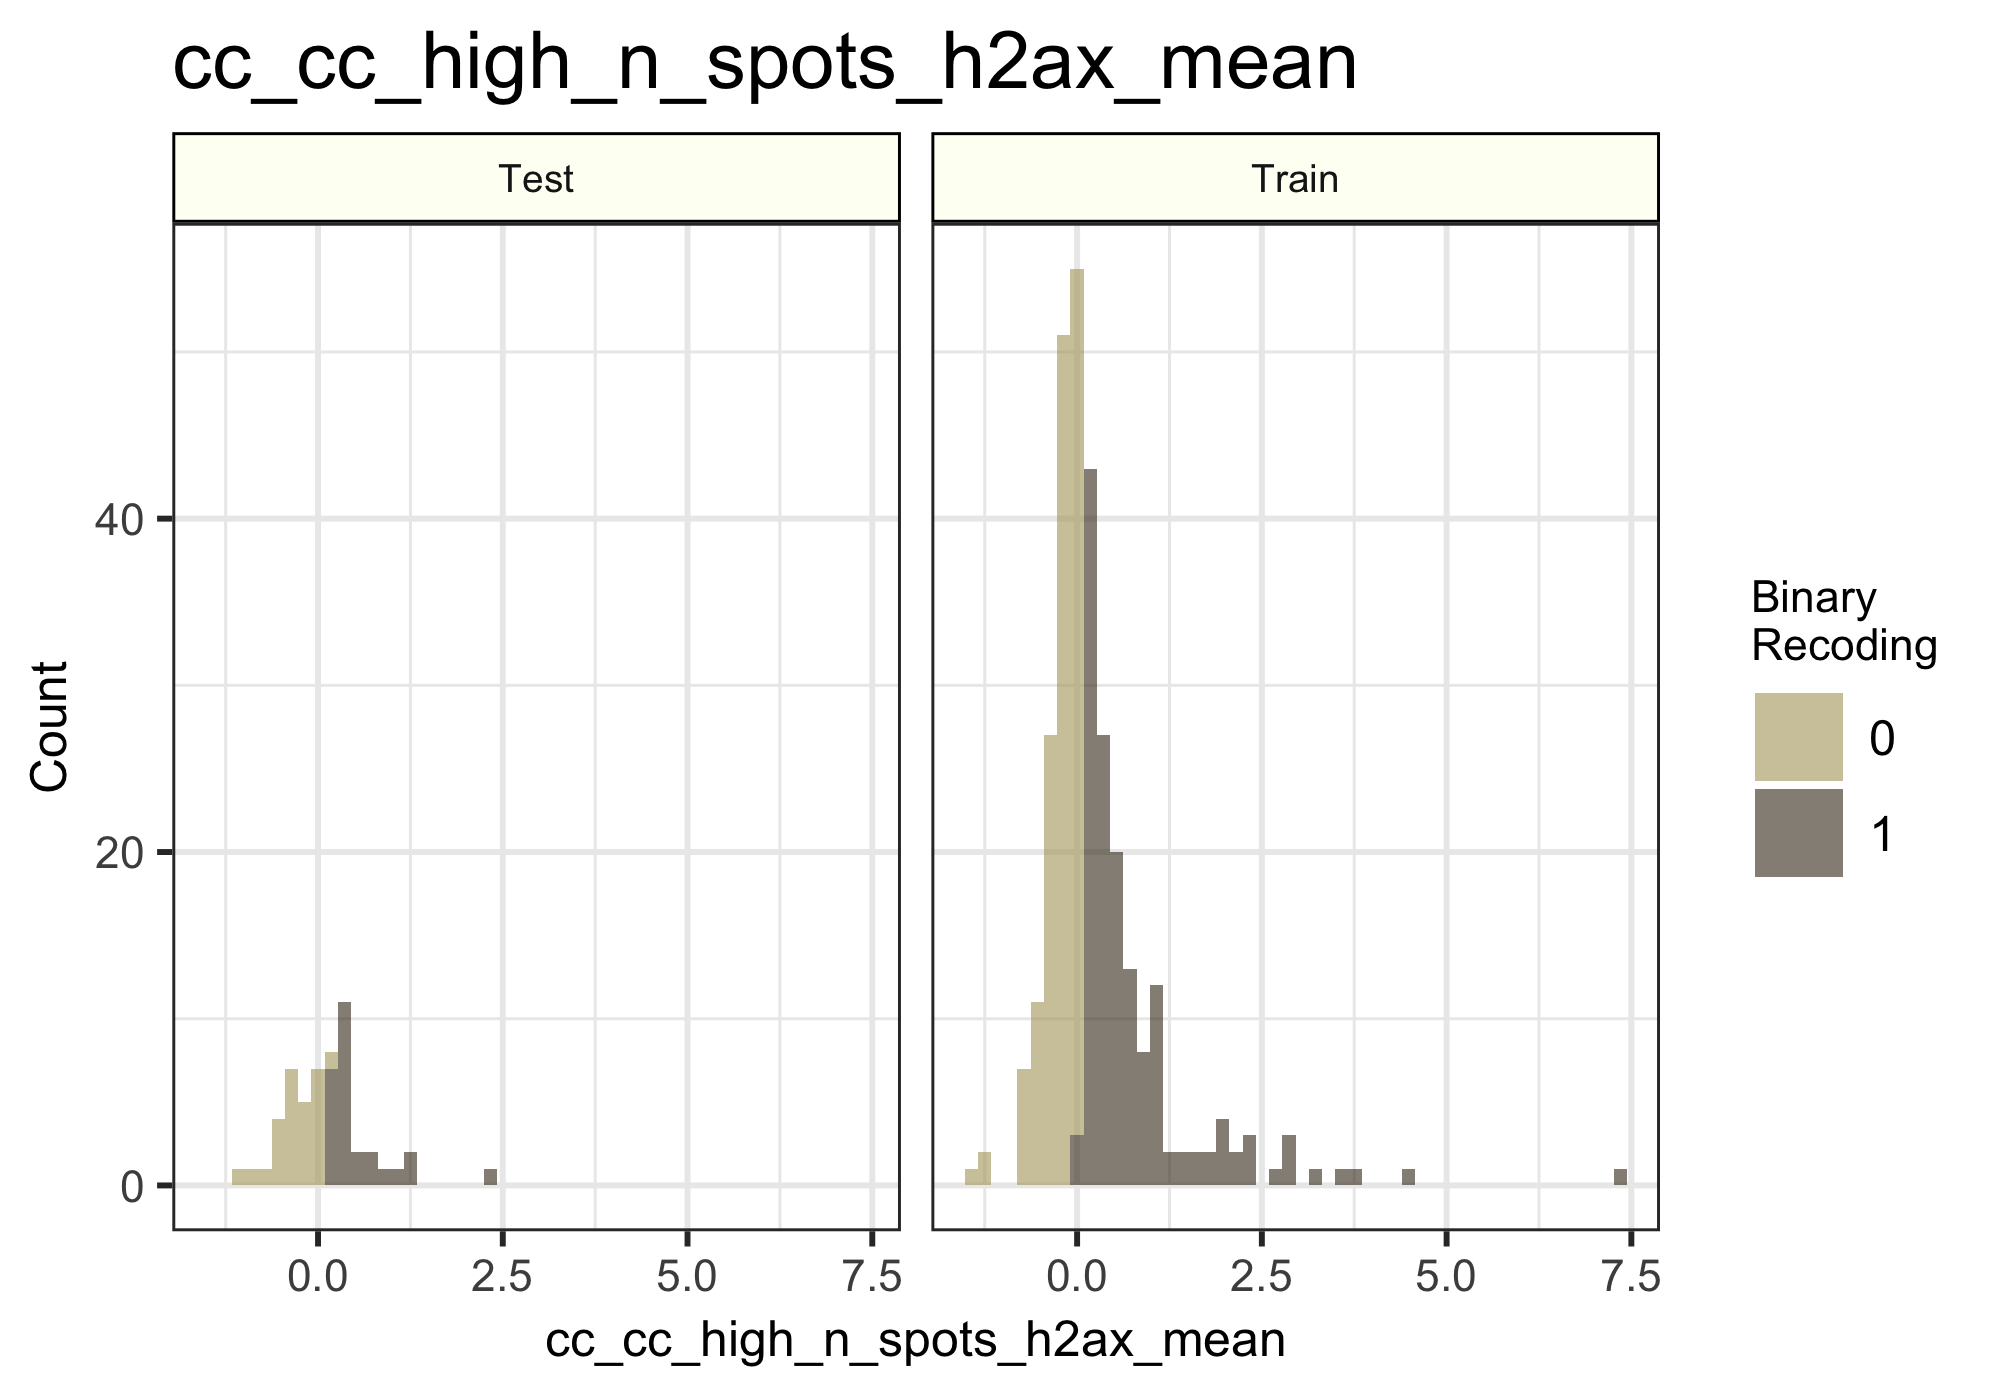 cc_cc_high_n_spots_h2ax_mean
Test
Train
40
20
0
Count
0.0
2.5
5.0
7.5
0.0
2.5
5.0
7.5
cc_cc_high_n_spots_h2ax_mean
Binary
Recoding
0
1